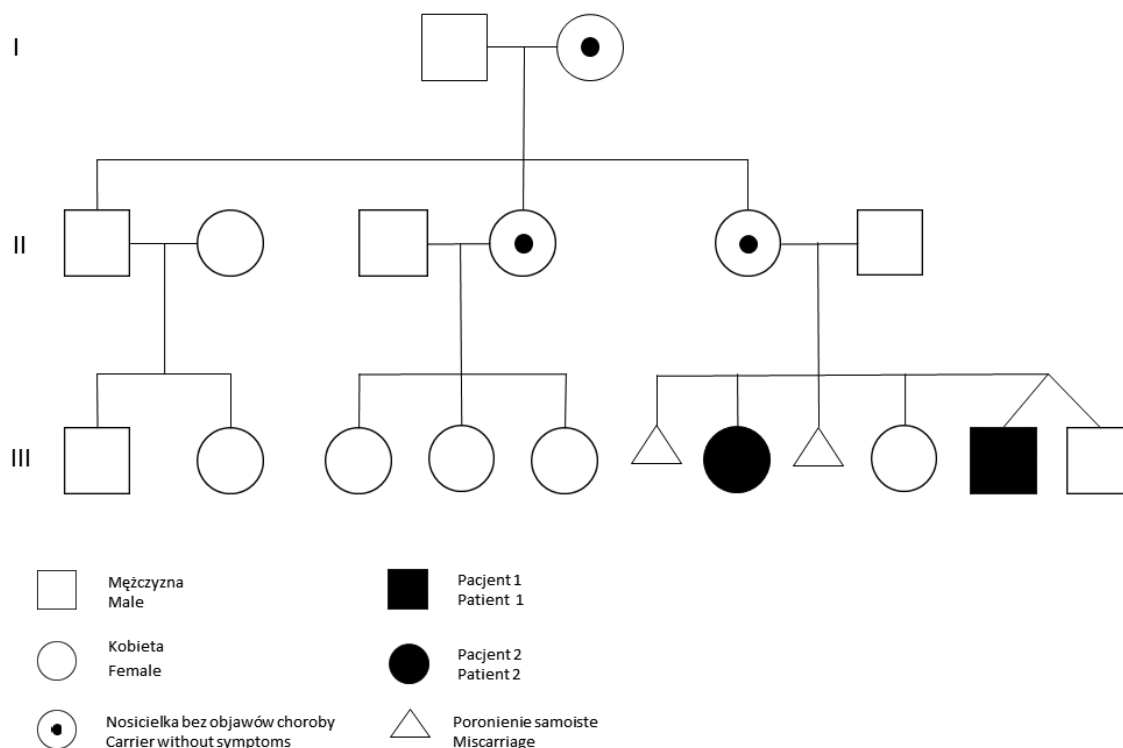 I
II
III
Mężczyzna
Male
Pacjent 1
Patient 1
Kobieta
Female
Pacjent 2
Patient 2
Nosicielka bez objawów choroby
Carrier without symptoms
Poronienie samoiste
Miscarriage